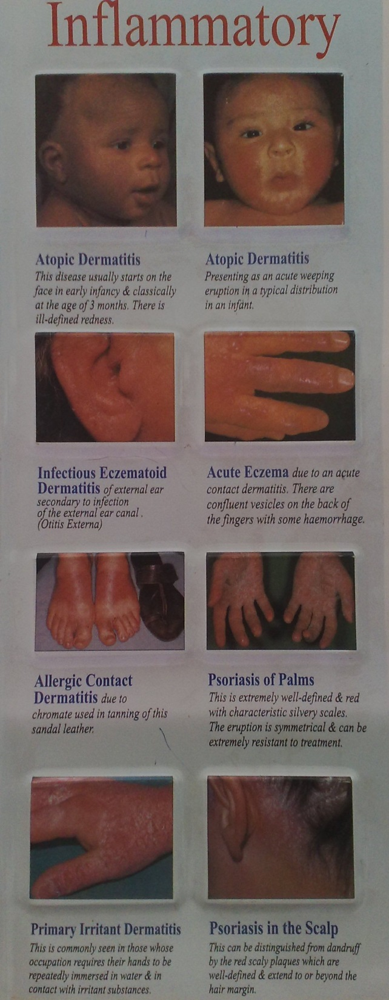 Inflammatory
Atopic Dermatitis
This disease usually starts on the
face in early infancy & classically
at the age of 3 months. There is
ill-defined redness.
Atopic Dermatitis
Presenting as an acute weeping
eruption in a typical distribution
in an infant.
Infectious Eczematoid
Dermatitis of external ear
secondary to infection
of the external ear canal.
(Otitis Externa)
Acute Eczema due to an acute
contact dermatitis. There are
confluent vesicles on the back of
the fingers with some haemorrhage.
Allergic Contact
Dermatitis due to
chromate used in tanning of this
sandal leather.
Psoriasis of Palms
This is extremely well-defined & red
with characteristic silvery scales.
The eruption is symmetrical & can be
extremely resistant to treatment.
Primary Irritant Dermatitis
This is commonly seen in those whose
occupation requires their hands to be
repeatedly immersed in water & in
contact with irritant substances.
Psoriasis in the Scalp
This can be distinguished from dandruff
by the red scaly plaques which are
well-defined & extend to or beyond the
hair margin.